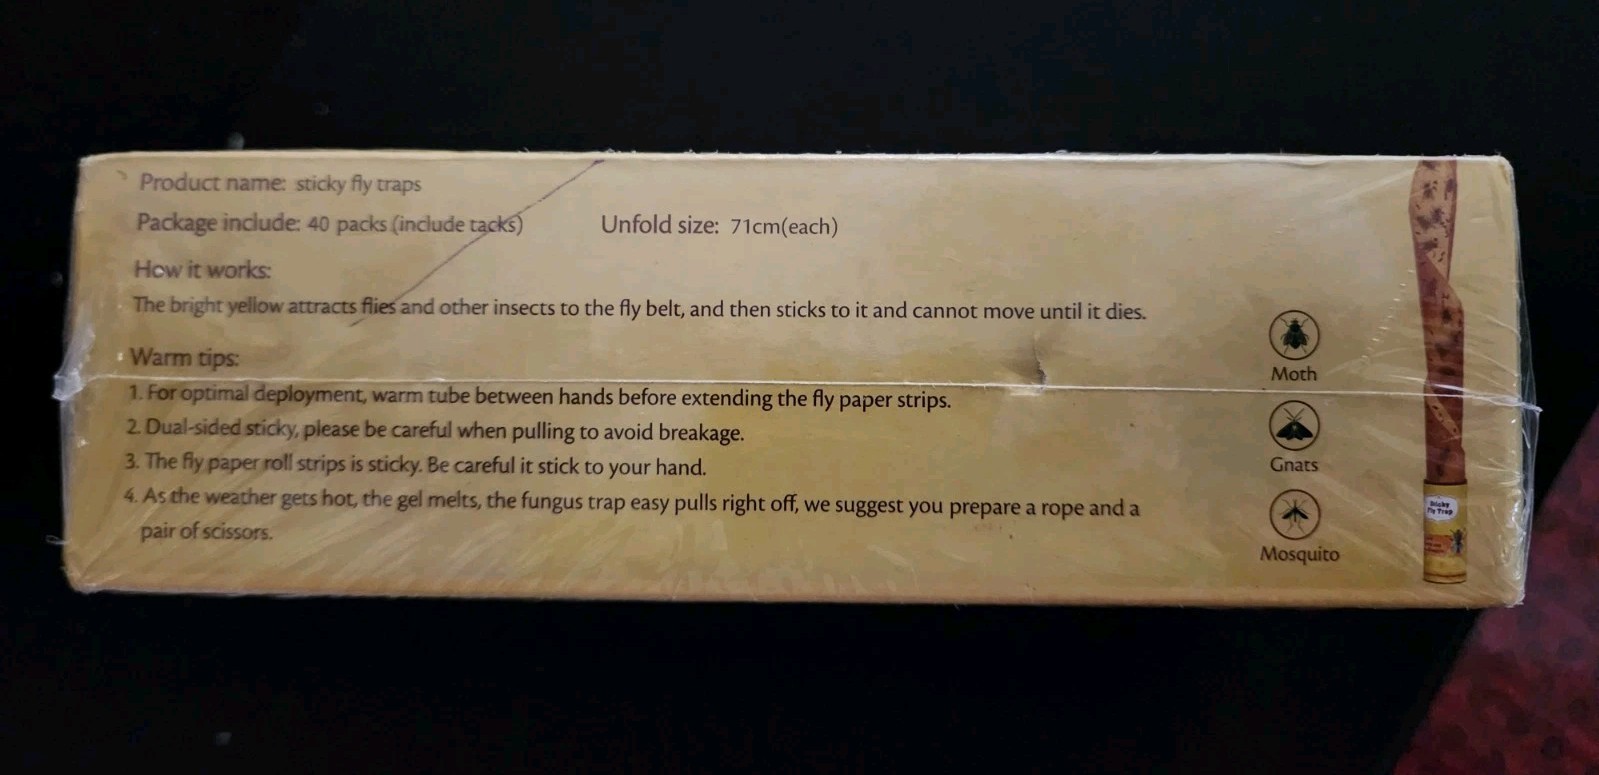 Product name: sticky fly traps
Package include: 40 packs (include tacks) Unfold size: 71cm(each)
How it works:
The bright yellow attracts flies and other insects to the fly belt, and then sticks to it and cannot move until it dies.
Warm tips:
1. For optimal deployment, warm tube between hands before extending the fly paper strips.
2. Dual-sided sticky, please be careful when pulling to avoid breakage.
3. The fly paper roll strips is sticky. Be careful it stick to your hand.
4. As the weather gets hot, the gel melts, the fungus trap easy pulls right off, we suggest you prepare a rope and a
pair of scissors.
Moth
Gnats
Mosquito
Sticky
Fly Trap